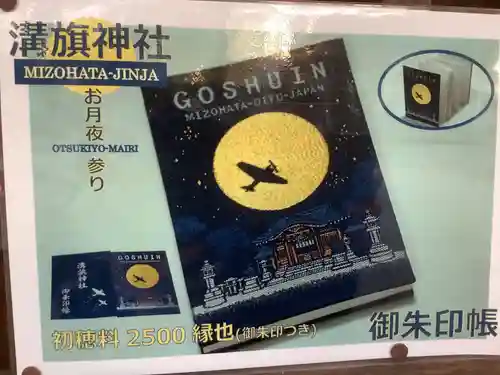 溝旗神社
MIZOHATA-JINJA
お月夜参り
OTSUKIYO-MAIRI
GOSHUIN
MIZOHATA-OIYO-JAPAN
GOSHUIN
溝旗神社
御朱印帳
GOSHUIN
初穂料 2500 縁也(御朱印つき)
御朱印帳